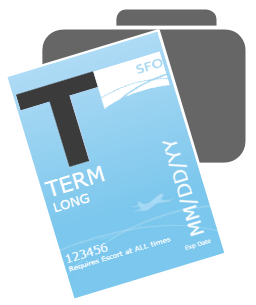 T
SFO
TERM
LONG
MM/DD/YY
123456
Exp Date
Requires Escort at ALL times